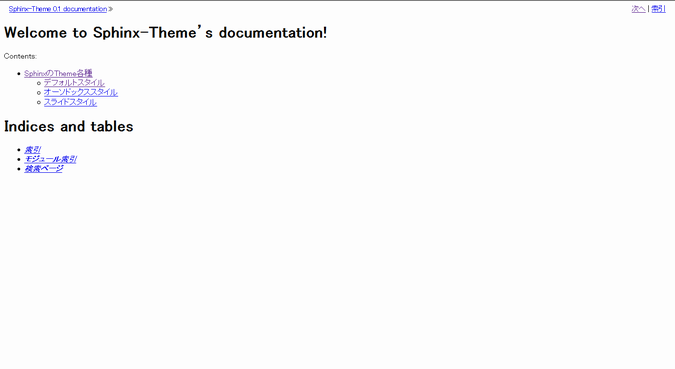 Sphinx-Theme 0.1 documentation »
次へ | 索引
Welcome to Sphinx-Theme’s documentation!
Contents:
SphinxのTheme各種
デフォルトスタイル
オーソドックススタイル
スライドスタイル
Indices and tables
索引
モジュール索引
検索ページ